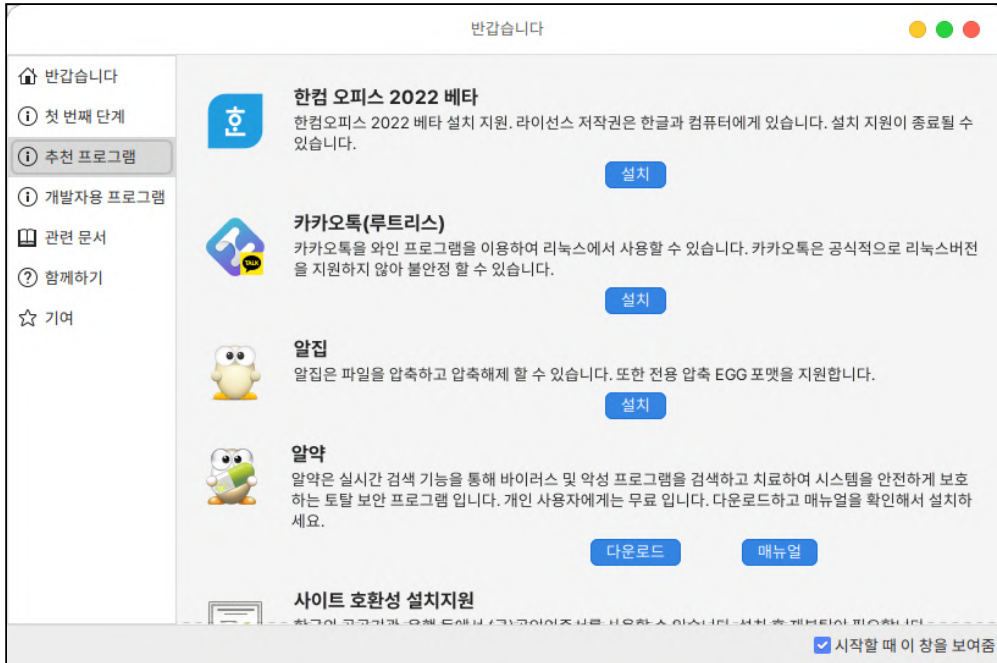 반갑습니다
반갑습니다
첫 번째 단계
추천 프로그램
개발자용 프로그램
관련 문서
함께하기
기여
한컴 오피스 2022 베타
한컴오피스 2022 베타 설치 지원. 라이선스 저작권은 한글과 컴퓨터에게 있습니다. 설치 지원이 종료될 수
있습니다.
설치
카카오톡(루트리스)
카카오톡을 와인 프로그램을 이용하여 리눅스에서 사용할 수 있습니다. 카카오톡은 공식적으로 리눅스버전
을 지원하지 않아 불안정 할 수 있습니다.
TALK
설치
알집
알집은 파일을 압축하고 압축해제 할 수 있습니다. 또한 전용 압축 EGG 포맷을 지원합니다.
설치
알약
알약은 실시간 검색 기능을 통해 바이러스 및 악성 프로그램을 검색하고 치료하여 시스템을 안전하게 보호
하는 토탈 보안 프로그램 입니다. 개인 사용자에게는 무료 입니다. 다운로드하고 매뉴얼을 확인해서 설치하
세요.
다운로드 매뉴얼
사이트 호환성 설치지원
시작할 때 이 창을 보여줌